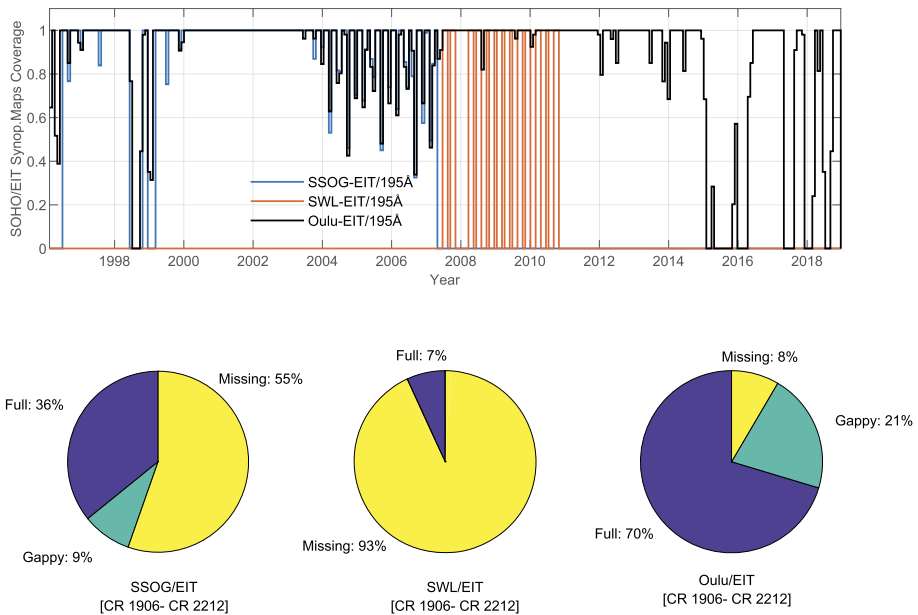 SOHO/EIT Synop.Maps Coverage
1
0.8
0.6
0.4
0.2
0
SSOG-EIT/195Å
SWL-EIT/195Å
Oulu-EIT/195Å
1998 2000 2002 2004 2006 2008 2010 2012 2014 2016 2018
Year
Missing: 55%
Full: 36%
Gappy: 9%
SSOG/EIT
[CR 1906- CR 2212]
Full: 7%
Missing: 93%
SWL/EIT
[CR 1906- CR 2212]
Missing: 8%
Gappy: 21%
Full: 70%
Oulu/EIT
[CR 1906- CR 2212]